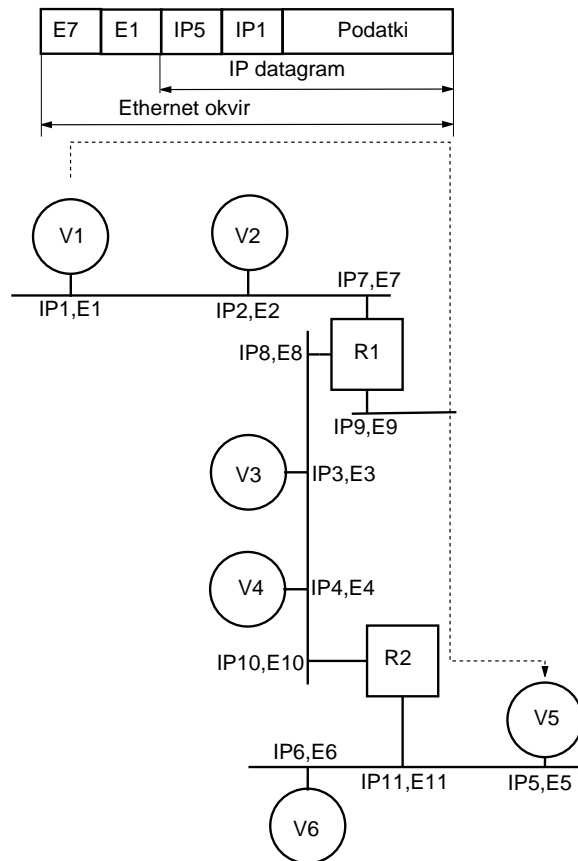 E7 E1 IP5 IP1 Podatki
IP datagram
Ethernet okvir
V1
V2
IP7,E7
IP1,E1
IP2,E2
IP8,E8
R1
IP9,E9
V3
IP3,E3
V4
IP4,E4
R2
IP10,E10
V5
IP6,E6
IP11,E11
IP5,E5
V6